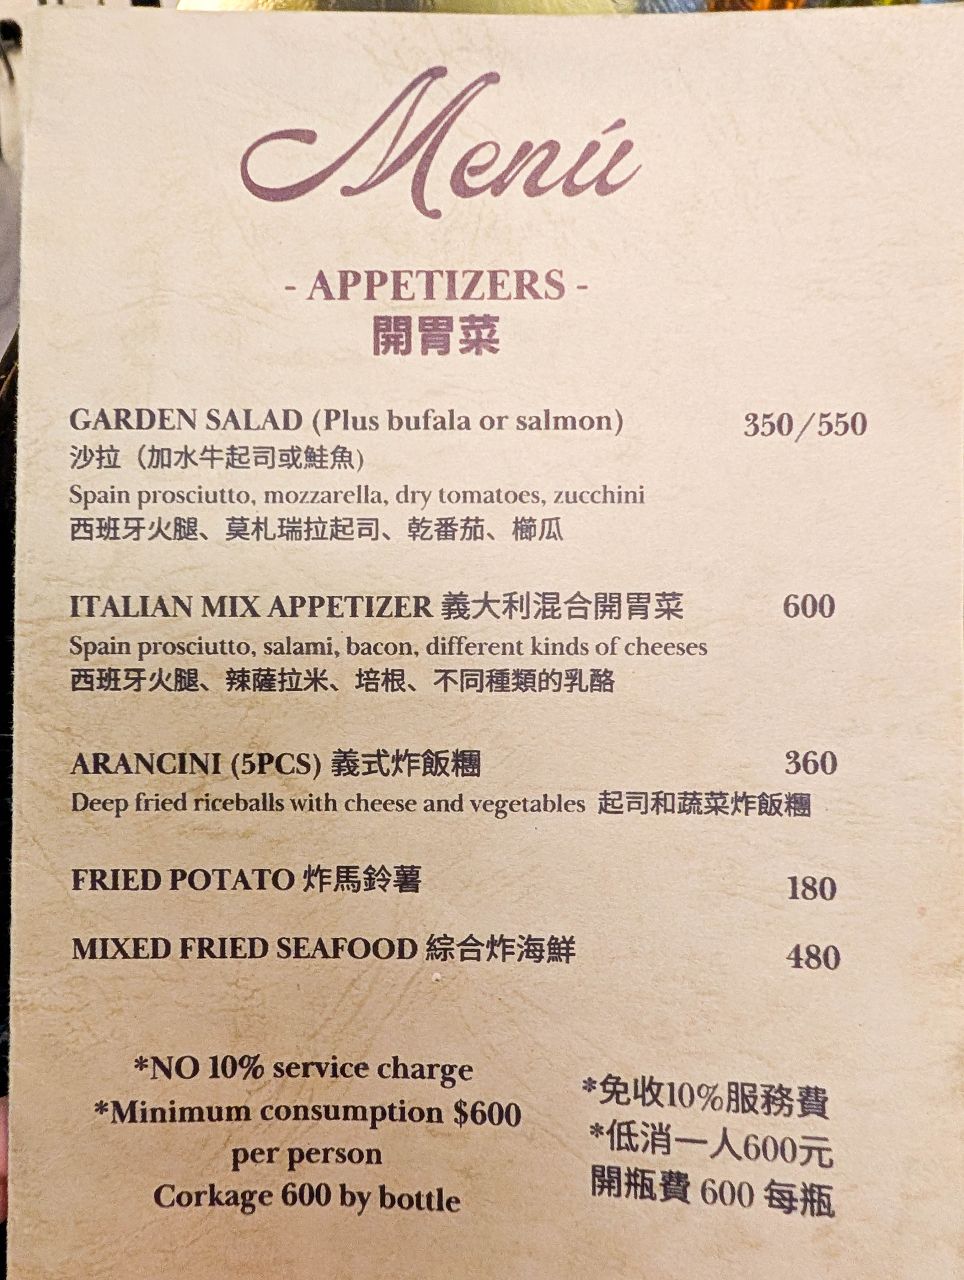 Menú
- APPETIZERS -
開胃菜
GARDEN SALAD (Plus bufala or salmon) 350/550
沙拉（加水牛起司或鮭魚)
Spain prosciutto, mozzarella, dry tomatoes, zucchini
西班牙火腿、莫札瑞拉起司、乾番茄、櫛瓜
ITALIAN MIX APPETIZER 義大利混合開胃菜 600
Spain prosciutto, salami, bacon, different kinds of cheeses
西班牙火腿、辣薩拉米、培根、不同種類的乳酪
ARANCINI (5PCS) 義式炸飯糰 360
Deep fried riceballs with cheese and vegetables 起司和蔬菜炸飯糰
FRIED POTATO 炸馬鈴薯 180
MIXED FRIED SEAFOOD 綜合炸海鮮 480
*NO 10% service charge
*Minimum consumption $600
per person
Corkage 600 by bottle
*免收10%服務費
*低消一人600元
開瓶費 600 每瓶